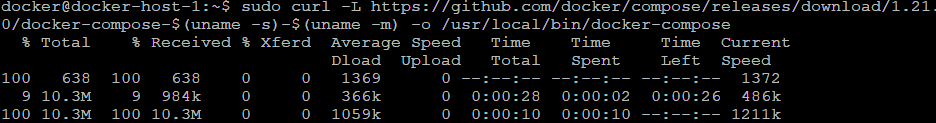 docker@docker-host-1:~$ sudo curl -L https://github.com/docker/compose/releases/download/1.21.
0/docker-compose-$(uname -s)-$(uname -m) -o /usr/local/bin/docker-compose
  % Total    % Received % Xferd  Average Speed   Time    Time     Time  Current
                                 Dload  Upload   Total   Spent    Left  Speed
100   638  100   638    0     0   1369      0 --:--:-- --:--:-- --:--:--  1372
  9 10.3M    9  984k    0     0   366k      0  0:00:28  0:00:02  0:00:26  486k
100 10.3M  100 10.3M    0     0  1059k      0  0:00:10  0:00:10 --:--:-- 1211k